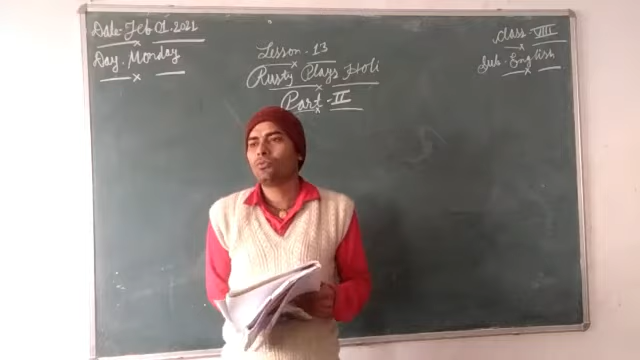 Date. Feb 01.2021
Day. Monday
Lesson. 13
Rusty Plays Holi
Part - II
Class. VIII
Sub. English